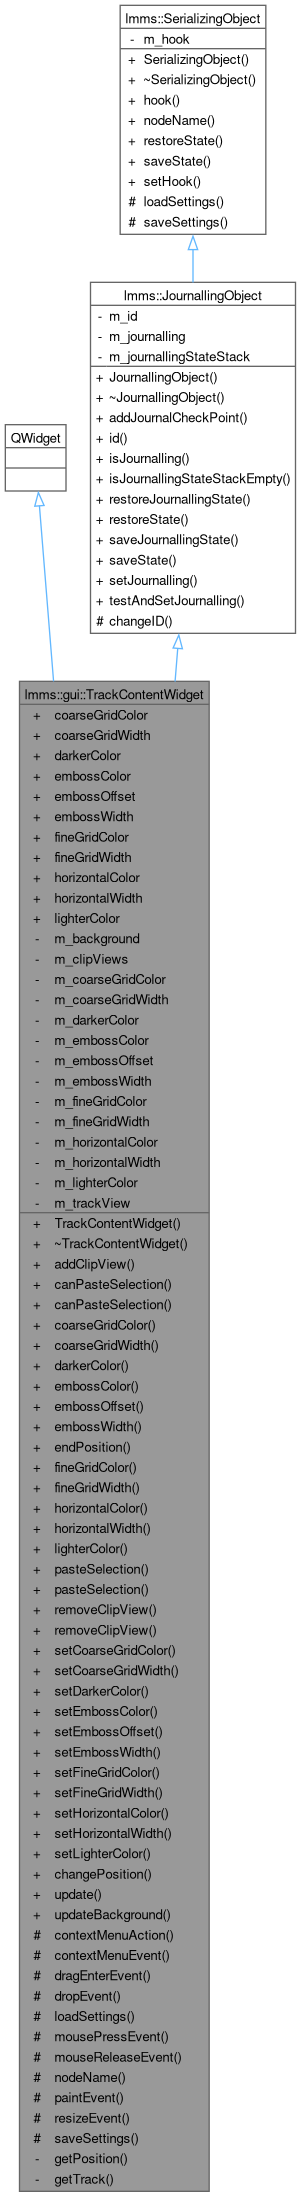 lmms::SerializingObject
- m_hook
+ SerializingObject()
+ ~SerializingObject()
+ hook()
+ nodeName()
+ restoreState()
+ saveState()
+ setHook()
# loadSettings()
# saveSettings()
lmms::JournallingObject
- m_id
- m_journalling
- m_journallingStateStack
+ JournallingObject()
+ ~JournallingObject()
+ addJournalCheckPoint()
+ id()
+ isJournalling()
+ isJournallingStateStackEmpty()
+ restoreJournallingState()
+ restoreState()
+ saveJournallingState()
+ saveState()
+ setJournalling()
+ testAndSetJournalling()
# changeID()
QWidget
lmms::gui::TrackContentWidget
+ coarseGridColor
+ coarseGridWidth
+ darkerColor
+ embossColor
+ embossOffset
+ embossWidth
+ fineGridColor
+ fineGridWidth
+ horizontalColor
+ horizontalWidth
+ lighterColor
- m_background
- m_clipViews
- m_coarseGridColor
- m_coarseGridWidth
- m_darkerColor
- m_embossColor
- m_embossOffset
- m_embossWidth
- m_fineGridColor
- m_fineGridWidth
- m_horizontalColor
- m_horizontalWidth
- m_lighterColor
- m_trackView
+ TrackContentWidget()
+ ~TrackContentWidget()
+ addClipView()
+ canPasteSelection()
+ canPasteSelection()
+ coarseGridColor()
+ coarseGridWidth()
+ darkerColor()
+ embossColor()
+ embossOffset()
+ embossWidth()
+ endPosition()
+ fineGridColor()
+ fineGridWidth()
+ horizontalColor()
+ horizontalWidth()
+ lighterColor()
+ pasteSelection()
+ pasteSelection()
+ removeClipView()
+ removeClipView()
+ setCoarseGridColor()
+ setCoarseGridWidth()
+ setDarkerColor()
+ setEmbossColor()
+ setEmbossOffset()
+ setEmbossWidth()
+ setFineGridColor()
+ setFineGridWidth()
+ setHorizontalColor()
+ setHorizontalWidth()
+ setLighterColor()
+ changePosition()
+ update()
+ updateBackground()
# contextMenuAction()
# contextMenuEvent()
# dragEnterEvent()
# dropEvent()
# loadSettings()
# mousePressEvent()
# mouseReleaseEvent()
# nodeName()
# paintEvent()
# resizeEvent()
# saveSettings()
- getPosition()
- getTrack()